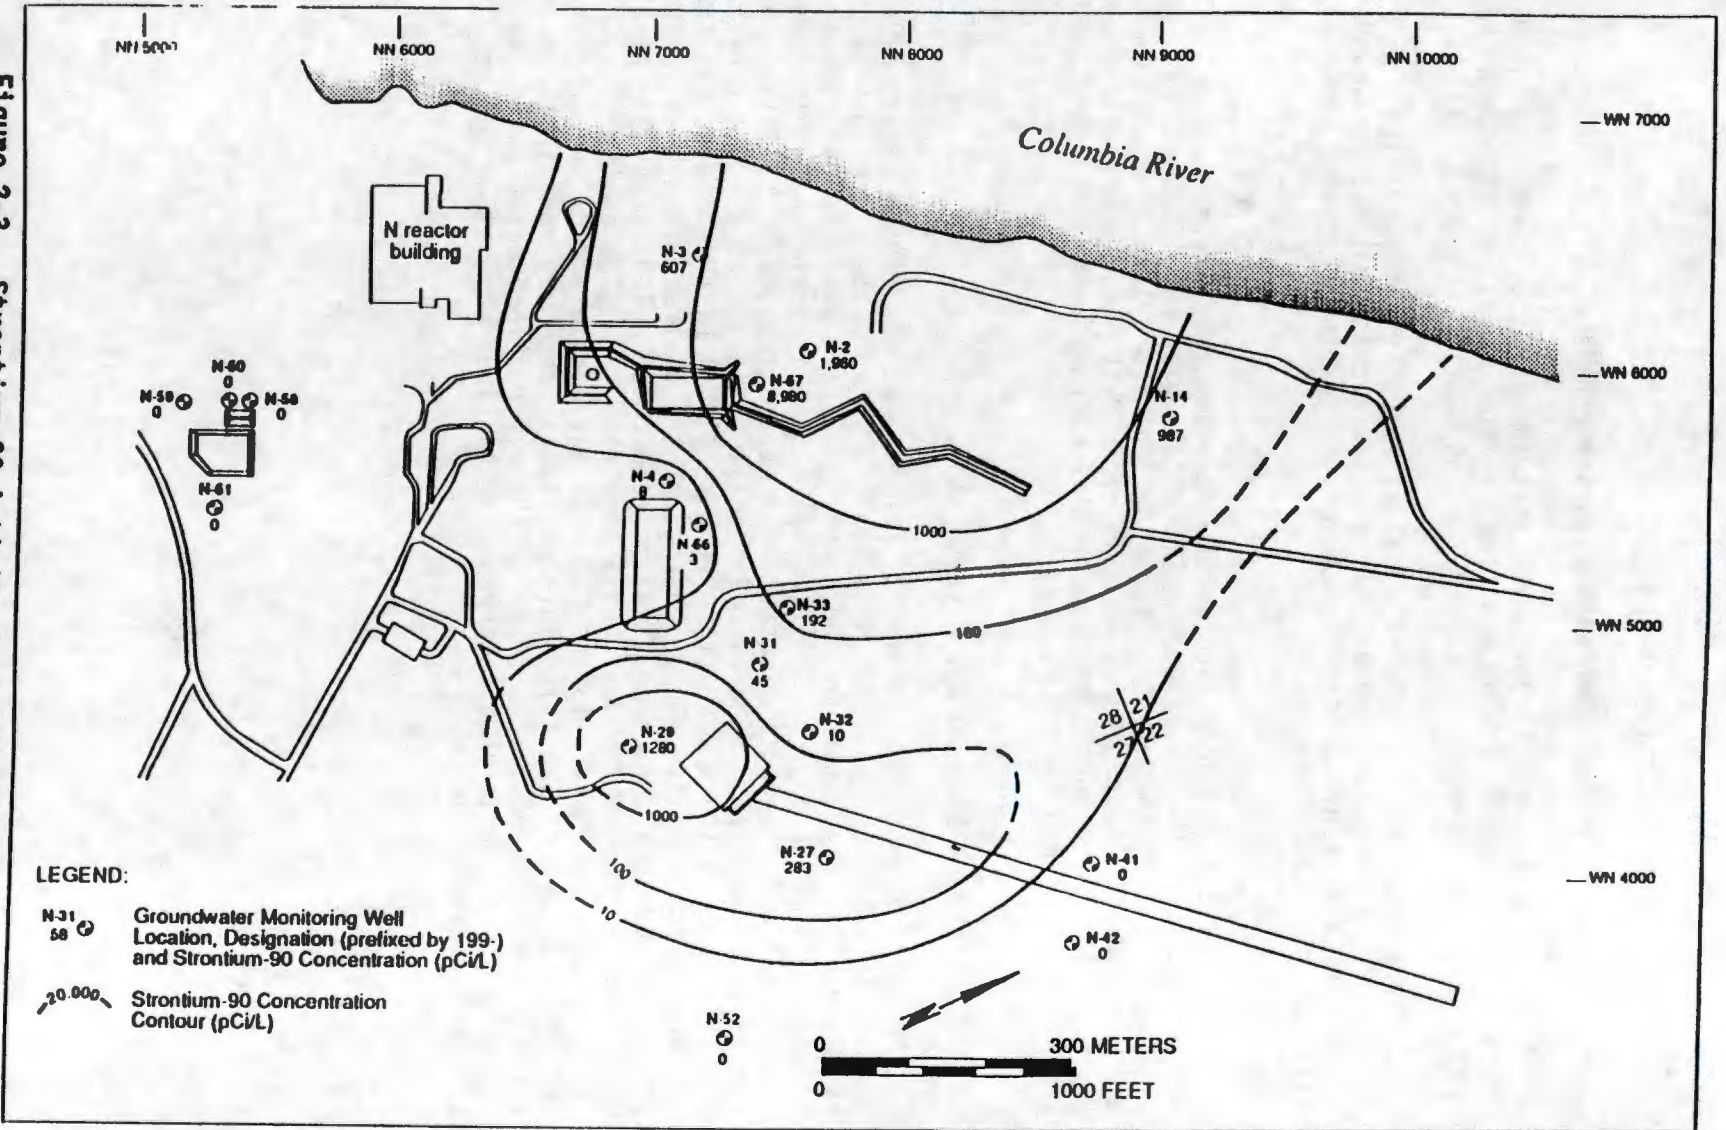 NN 5000
NN 6000
NN 7000
NN 8000
NN 9000
NN 10000
WN 7000
Columbia River
N reactor
building
N-3
607
N-2
1,960
WN 6000
N-60
0
N-59
0
N-58
0
N-67
8,980
N-14
987
N-61
0
N-4
8
1000
N-66
3
N-33
192
100
WN 5000
N-31
45
28
21
27
22
N-32
10
N-29
1280
1000
N-27
283
N-41
0
WN 4000
100
10
N-42
0
LEGEND:
N-31
58
Groundwater Monitoring Well
Location, Designation (prefixed by 199-)
and Strontium-90 Concentration (pCi/L)
20.000
Strontium-90 Concentration
Contour (pCi/L)
N-52
0
0
300 METERS
0
1000 FEET